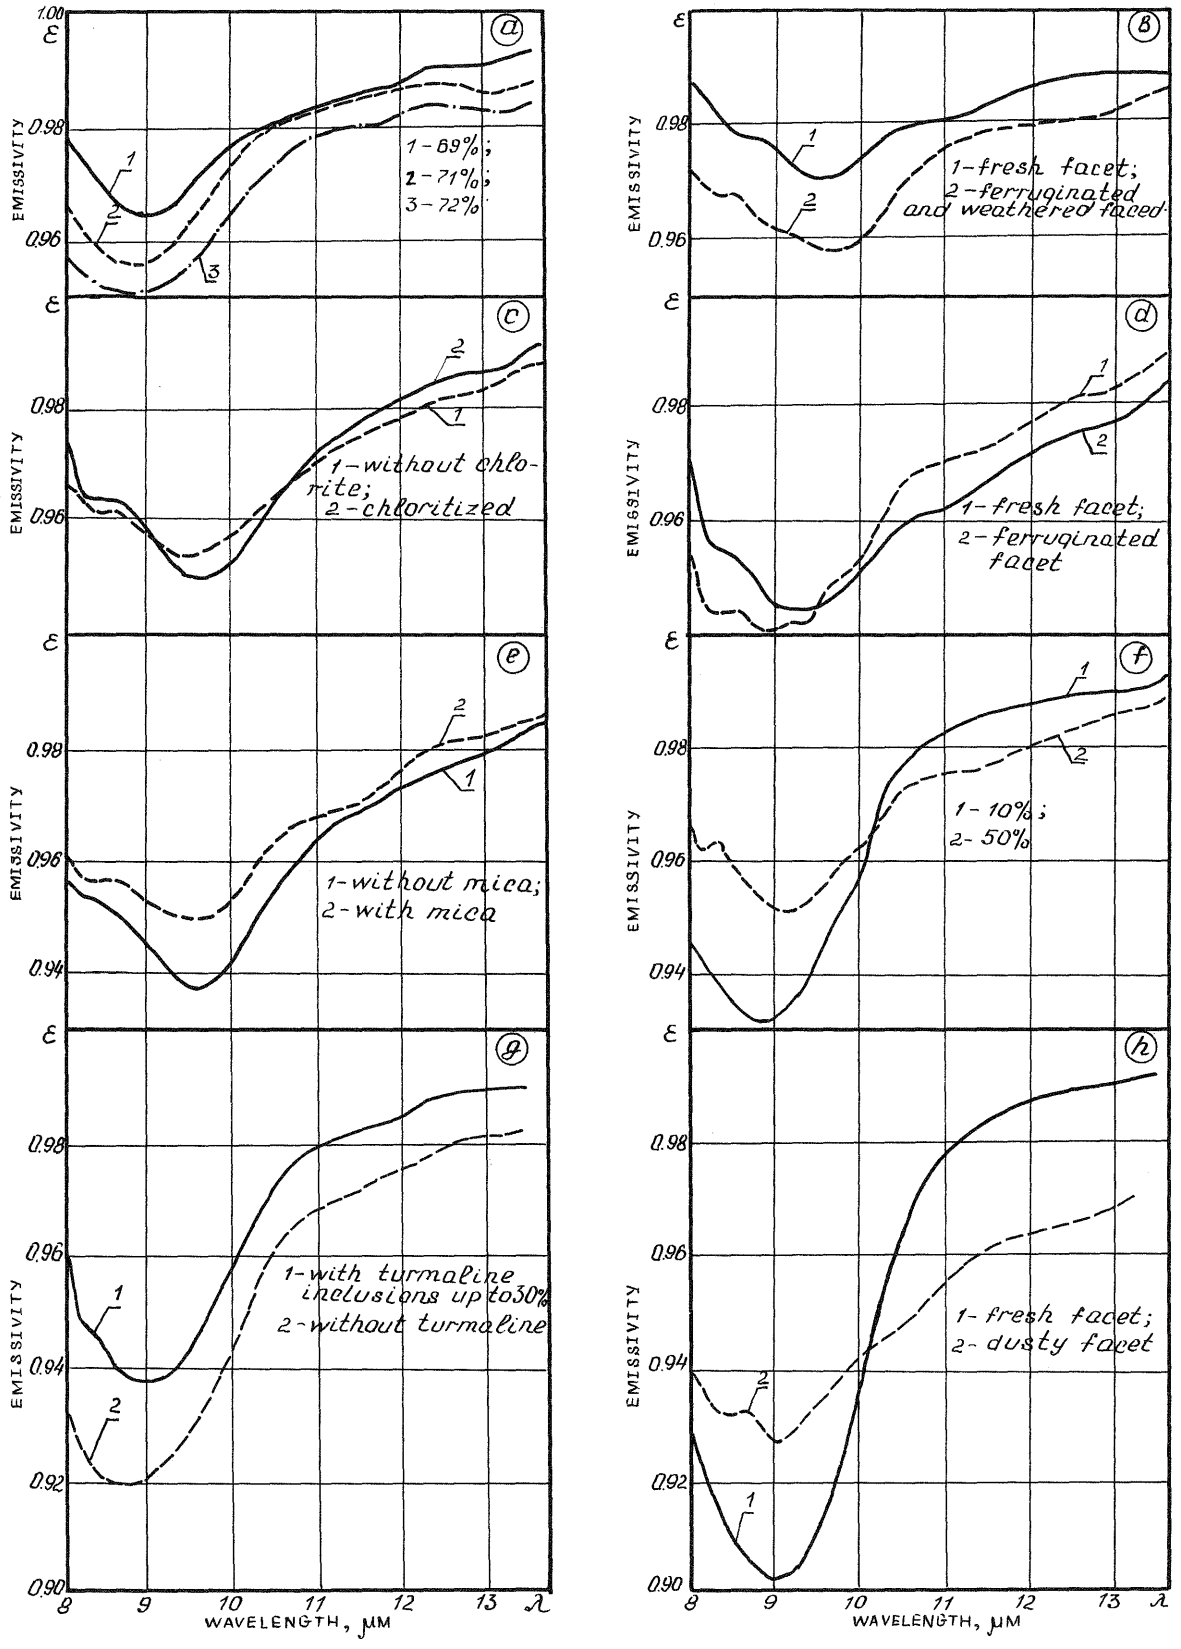 1.00
ε
a
EMISSIVITY
0.98
0.96
1
2
3
1-69%;
2-71%;
3-72%
ε
B
EMISSIVITY
0.98
0.96
1
2
1-fresh facet;
2-ferruginated
and weathered faced.
ε
c
EMISSIVITY
0.98
0.96
2
1
1-without chlo-
rite;
2-chloritized
ε
d
EMISSIVITY
0.98
0.96
1
2
1-fresh facet;
2-ferruginated
facet
ε
e
EMISSIVITY
0.98
0.96
0.94
2
1
1-without mica;
2-with mica
ε
f
EMISSIVITY
0.98
0.96
0.94
1
2
1-10%;
2-50%
ε
g
EMISSIVITY
0.98
0.96
0.94
0.92
0.90
1
2
1-with turmaline
inclusions up to 30%
2-without turmaline
8 9 10 11 12 13 λ
WAVELENGTH, μM
ε
h
EMISSIVITY
0.98
0.96
0.94
0.92
0.90
2
1
1-fresh facet;
2-dusty facet
8 9 10 11 12 13 λ
WAVELENGTH, μM